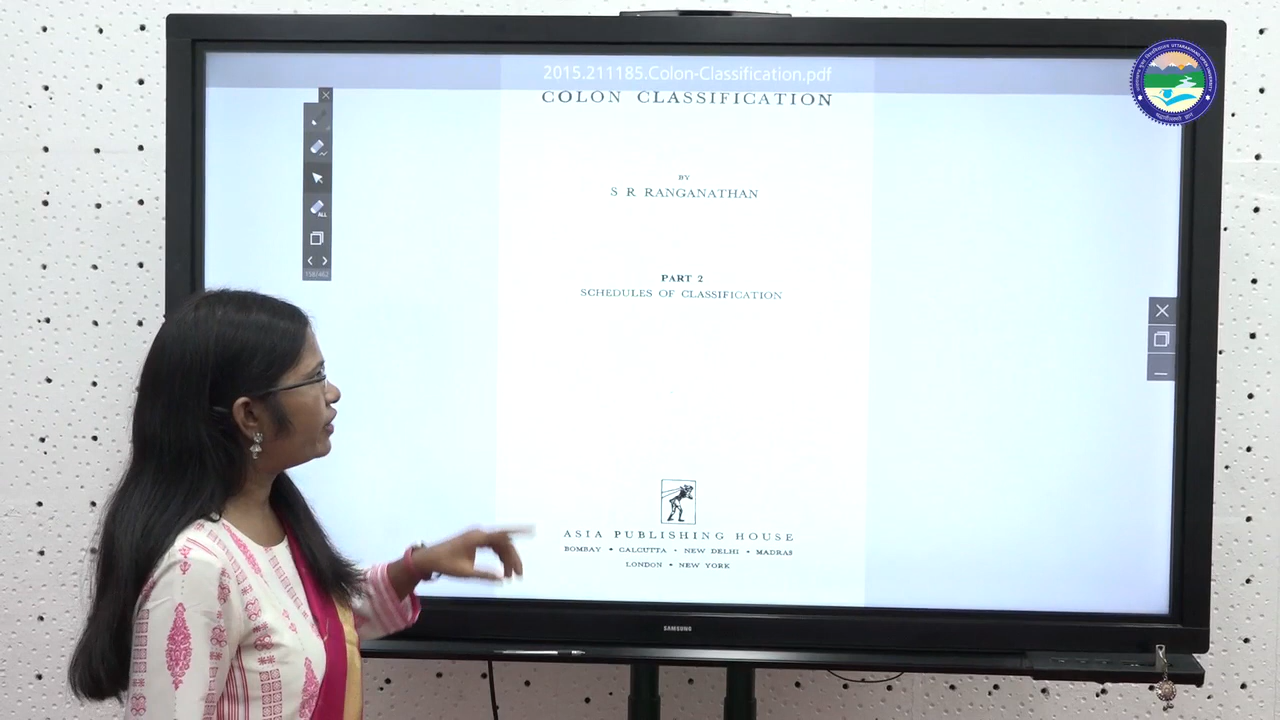 2015.211185.Colon-Classification.pdf
COLON CLASSIFICATION
BY
S R RANGANATHAN
PART 2
SCHEDULES OF CLASSIFICATION
ASIA PUBLISHING HOUSE
BOMBAY • CALCUTTA • NEW DELHI • MADRAS
LONDON • NEW YORK
ALL
SAMSUNG